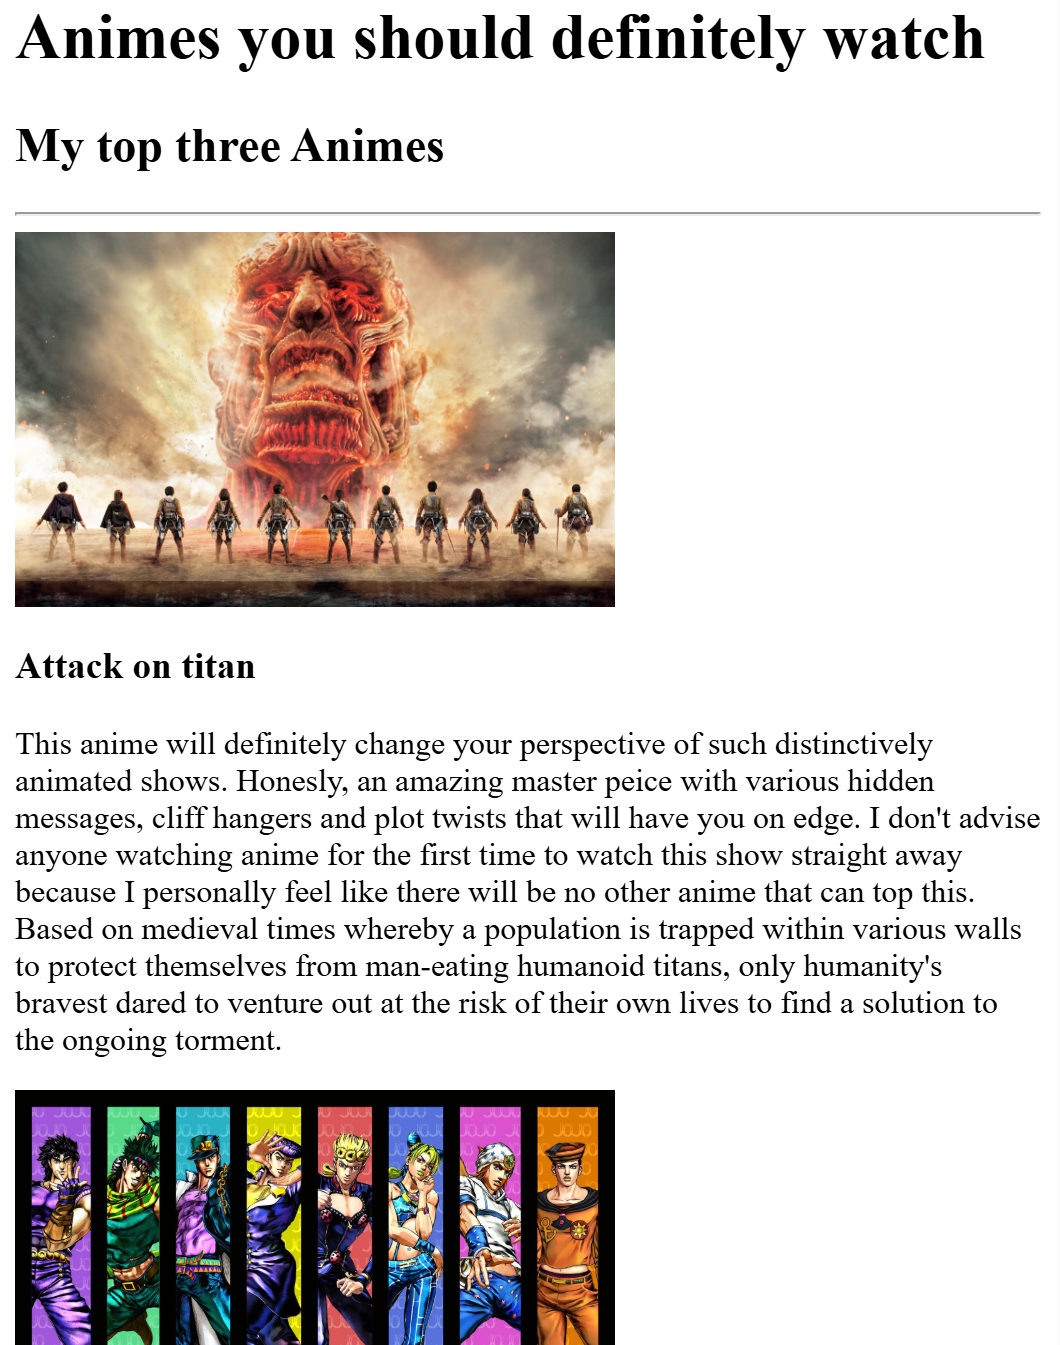 Animes you should definitely watch
My top three Animes
Attack on titan
This anime will definitely change your perspective of such distinctively
animated shows. Honesly, an amazing master peice with various hidden
messages, cliff hangers and plot twists that will have you on edge. I don't advise
anyone watching anime for the first time to watch this show straight away
because I personally feel like there will be no other anime that can top this.
Based on medieval times whereby a population is trapped within various walls
to protect themselves from man-eating humanoid titans, only humanity's
bravest dared to venture out at the risk of their own lives to find a solution to
the ongoing torment.